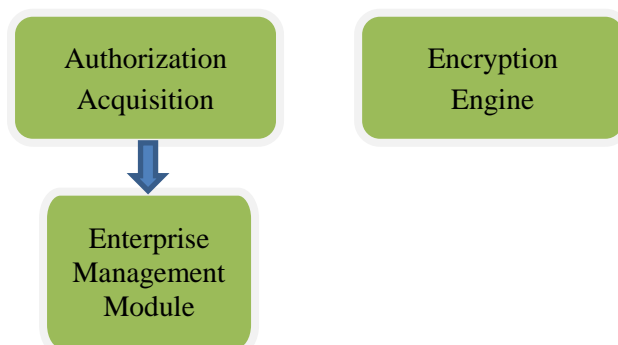 Authorization
Acquisition
Encryption
Engine
Enterprise
Management
Module